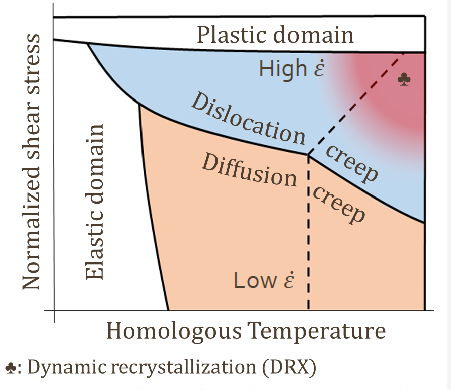 Plastic domain
High ε̇
♣
Dislocation creep
Diffusion creep
Low ε̇
Elastic domain
Normalized shear stress
Homologous Temperature
♣: Dynamic recrystallization (DRX)